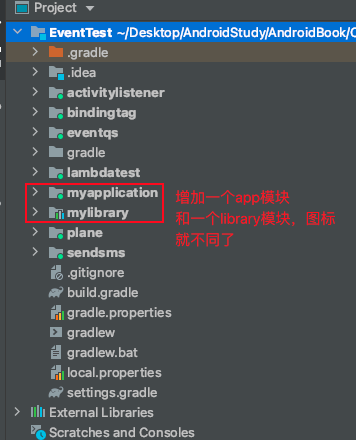 Project
EventTest ~/Desktop/AndroidStudy/AndroidBook/
.gradle
.idea
activitylistener
bindingtag
eventqs
gradle
lambdatest
myapplication
mylibrary
plane
sendsms
.gitignore
build.gradle
gradle.properties
gradlew
gradlew.bat
local.properties
settings.gradle
External Libraries
Scratches and Consoles
增加一个app模块
和一个library模块，图标
就不同了